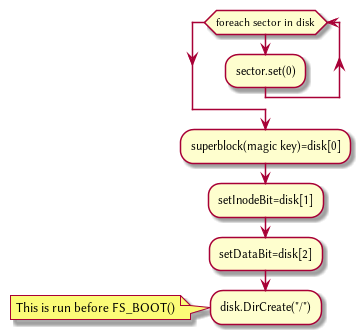 foreach sector in disk
sector.set(0)
superblock(magic key)=disk[0]
setInodeBit=disk[1]
setDataBit=disk[2]
This is run before FS_BOOT()
disk.DirCreate("/")